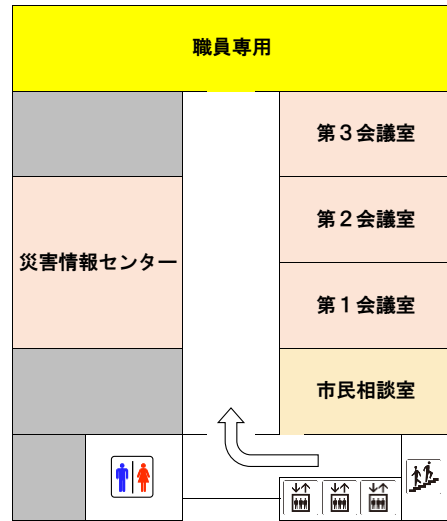 職員専用
第３会議室
第２会議室
災害情報センター
第１会議室
市民相談室